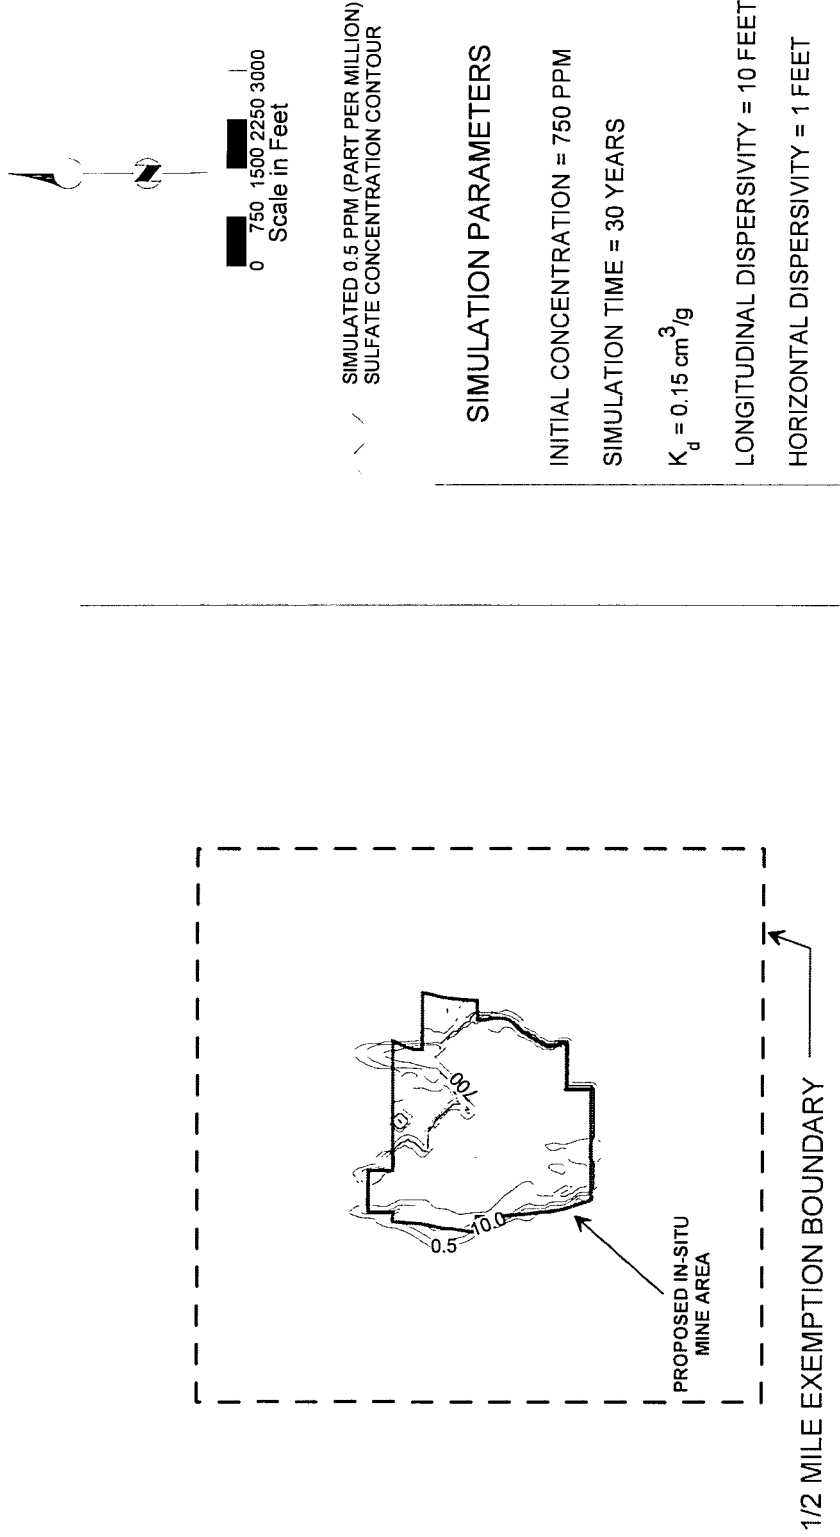 N
0 750 1500 2250 3000
Scale in Feet
SIMULATED 0.5 PPM (PART PER MILLION)
SULFATE CONCENTRATION CONTOUR
SIMULATION PARAMETERS
INITIAL CONCENTRATION = 750 PPM
SIMULATION TIME = 30 YEARS
Kd = 0.15 cm³/g
LONGITUDINAL DISPERSIVITY = 10 FEET
HORIZONTAL DISPERSIVITY = 1 FEET
700
0.5
10.0
PROPOSED IN-SITU
MINE AREA
1/2 MILE EXEMPTION BOUNDARY